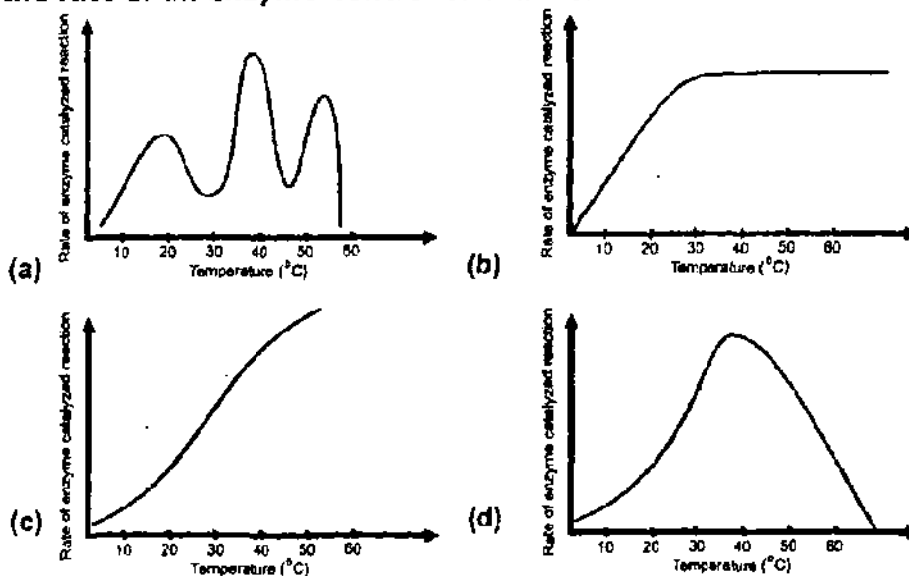 Rate of enzyme catalyzed reaction
10 20 30 40 50 60
Temperature (°C)
(a)
Rate of enzyme catalyzed reaction
10 20 30 40 50 60
Temperature (°C)
(b)
Rate of enzyme catalyzed reaction
10 20 30 40 50 60
Temperature (°C)
(c)
Rate of enzyme catalyzed reaction
10 20 30 40 50 60
Temperature (°C)
(d)